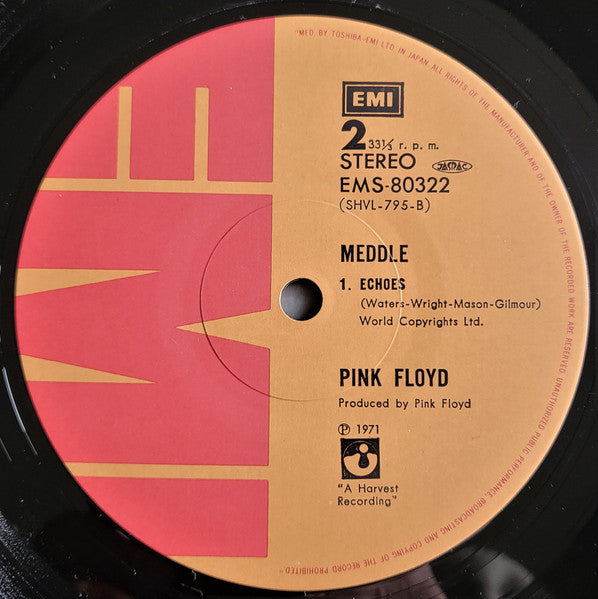 "MED. BY TOSHIBA-EMI LTD. IN JAPAN. ALL RIGHTS OF THE MANUFACTURER AND OF THE OWNER OF THE RECORDED WORK ARE RESERVED. UNAUTHORIZED PUBLIC PERFORMANCE, BROADCASTING AND COPYING OF THE RECORD PROHIBITED"
EMI
EMI
2 33⅓ r. p. m.
STEREO JASRAC
EMS-80322
(SHVL-795-B)
MEDDLE
1. ECHOES
(Waters-Wright-Mason-Gilmour)
World Copyrights Ltd.
PINK FLOYD
Produced by Pink Floyd
Ⓟ 1971
"A Harvest
Recording"